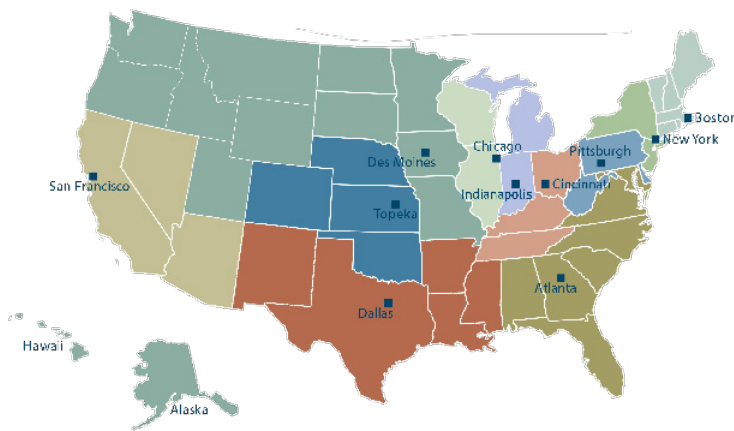 Boston
New York
Chicago
Pittsburgh
Des Moines
San Francisco
Indianapolis
Cincinnati
Topeka
Atlanta
Dallas
Hawaii
Alaska